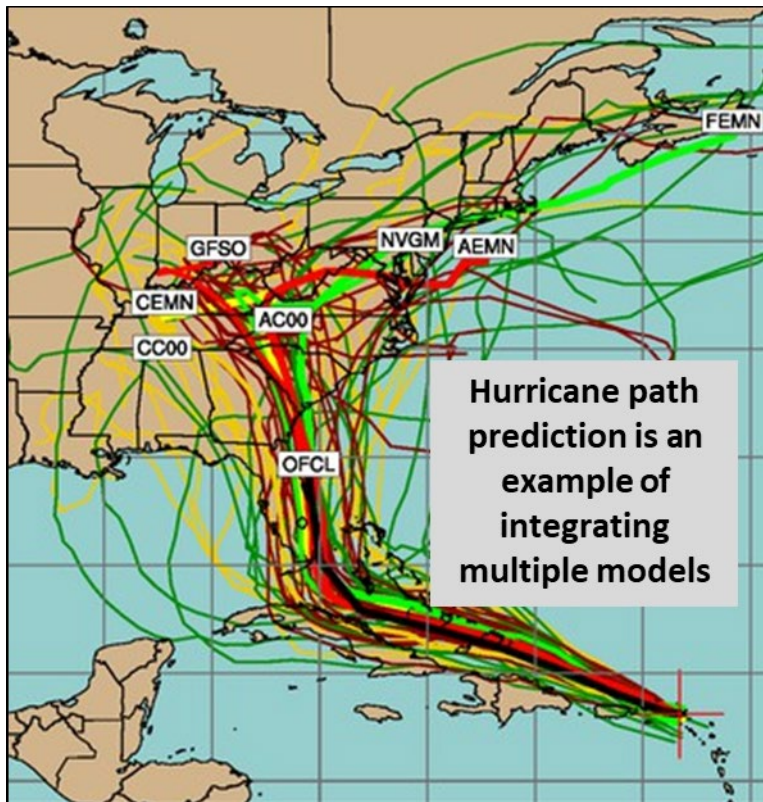 FEMN
NVGM
AEMN
GFSO
CEMN
AC00
CC00
OFCL
Hurricane path
prediction is an
example of
integrating
multiple models